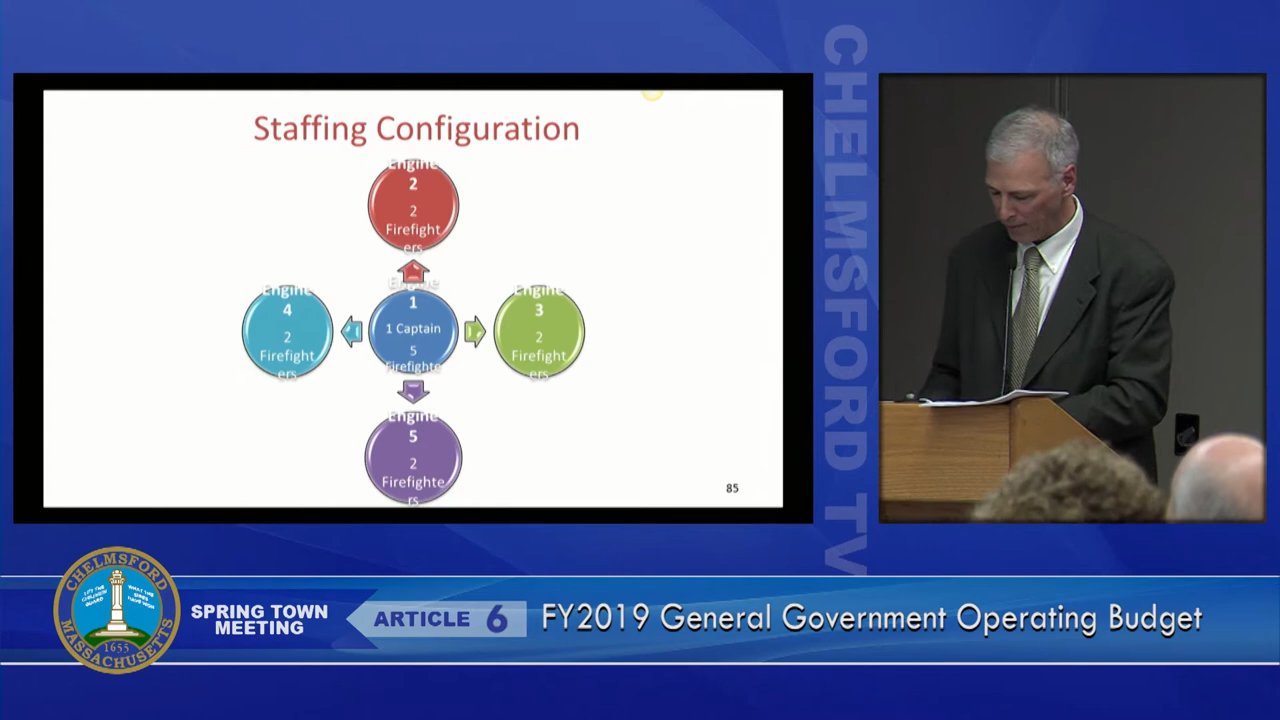 CHELMSFORD TV
Staffing Configuration
Engine
2
2
Firefight
ers
Engine
4
2
Firefight
ers
Engine
1
1 Captain
5
Firefighte
Engine
3
2
Firefight
ers
Engine
5
2
Firefighte
rs
85
CHELMSFORD
MASSACHUSETTS
1655
SPRING TOWN
MEETING
ARTICLE 6
FY2019 General Government Operating Budget